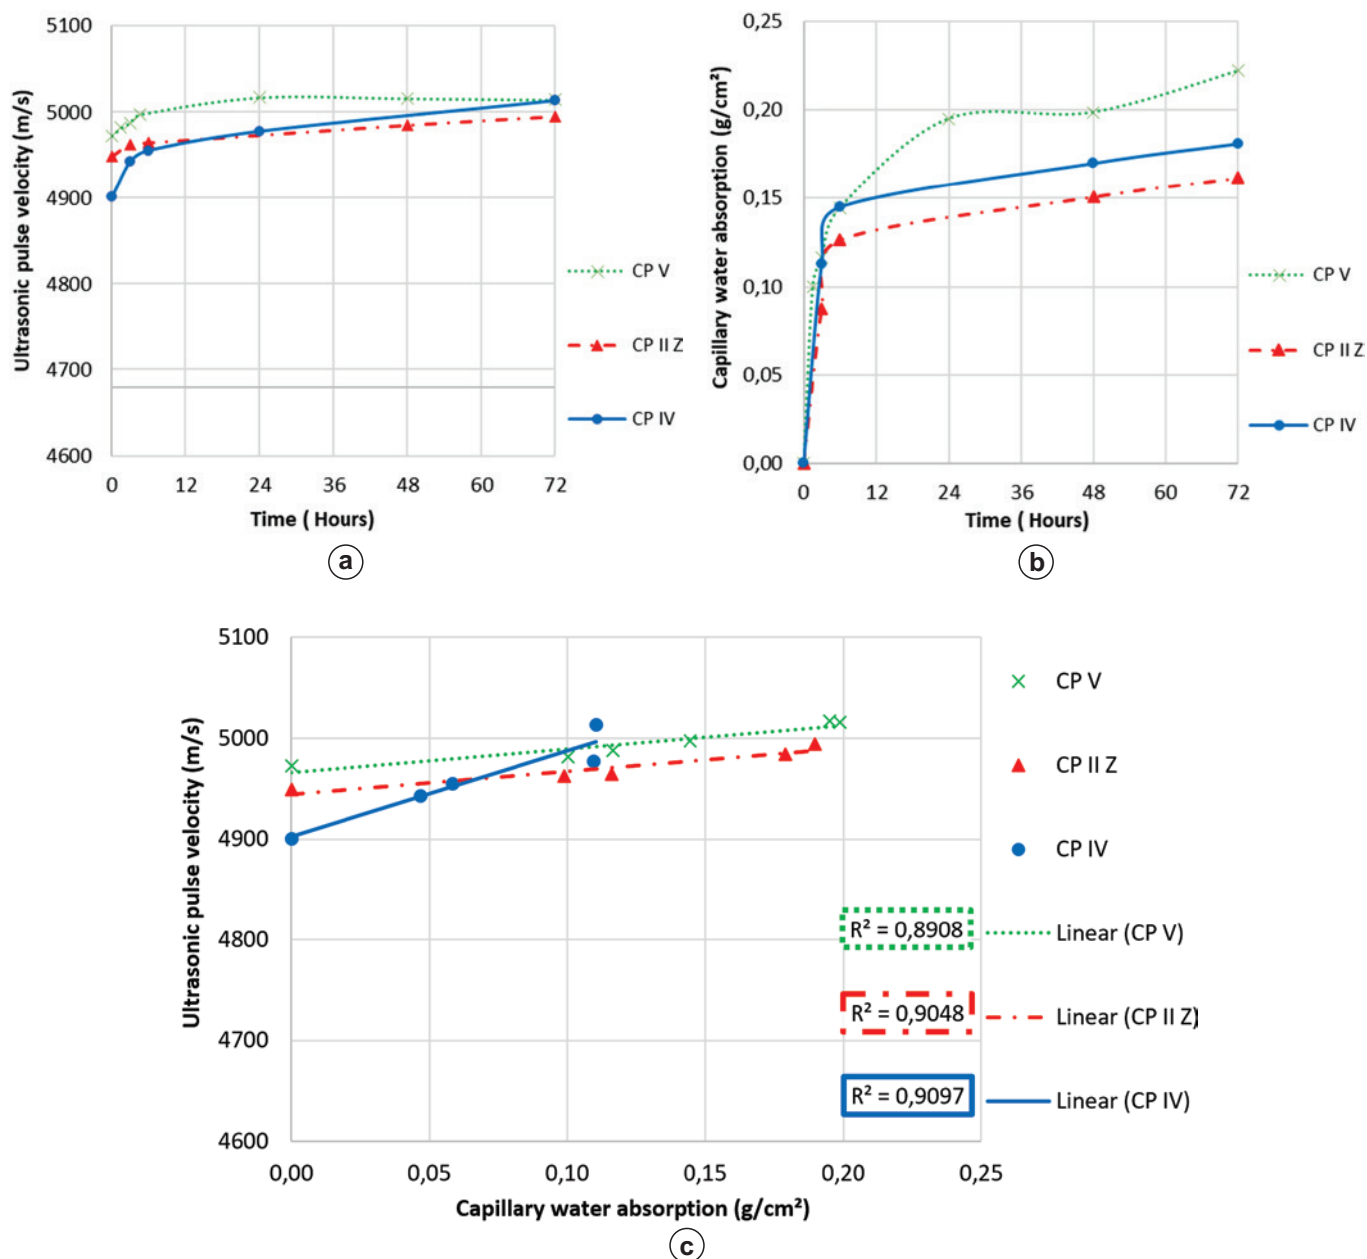 5100
5000
4900
4800
4700
4600
Ultrasonic pulse velocity (m/s)
0 12 24 36 48 60 72
Time ( Hours)
CP V
CP II Z
CP IV
a
0,25
0,20
0,15
0,10
0,05
0,00
Capillary water absorption (g/cm²)
0 12 24 36 48 60 72
Time ( Hours)
CP V
CP II Z
CP IV
b
5100
5000
4900
4800
4700
4600
Ultrasonic pulse velocity (m/s)
0,00 0,05 0,10 0,15 0,20 0,25
Capillary water absorption (g/cm²)
CP V
CP II Z
CP IV
R² = 0,8908 Linear (CP V)
R² = 0,9048 Linear (CP II Z)
R² = 0,9097 Linear (CP IV)
c